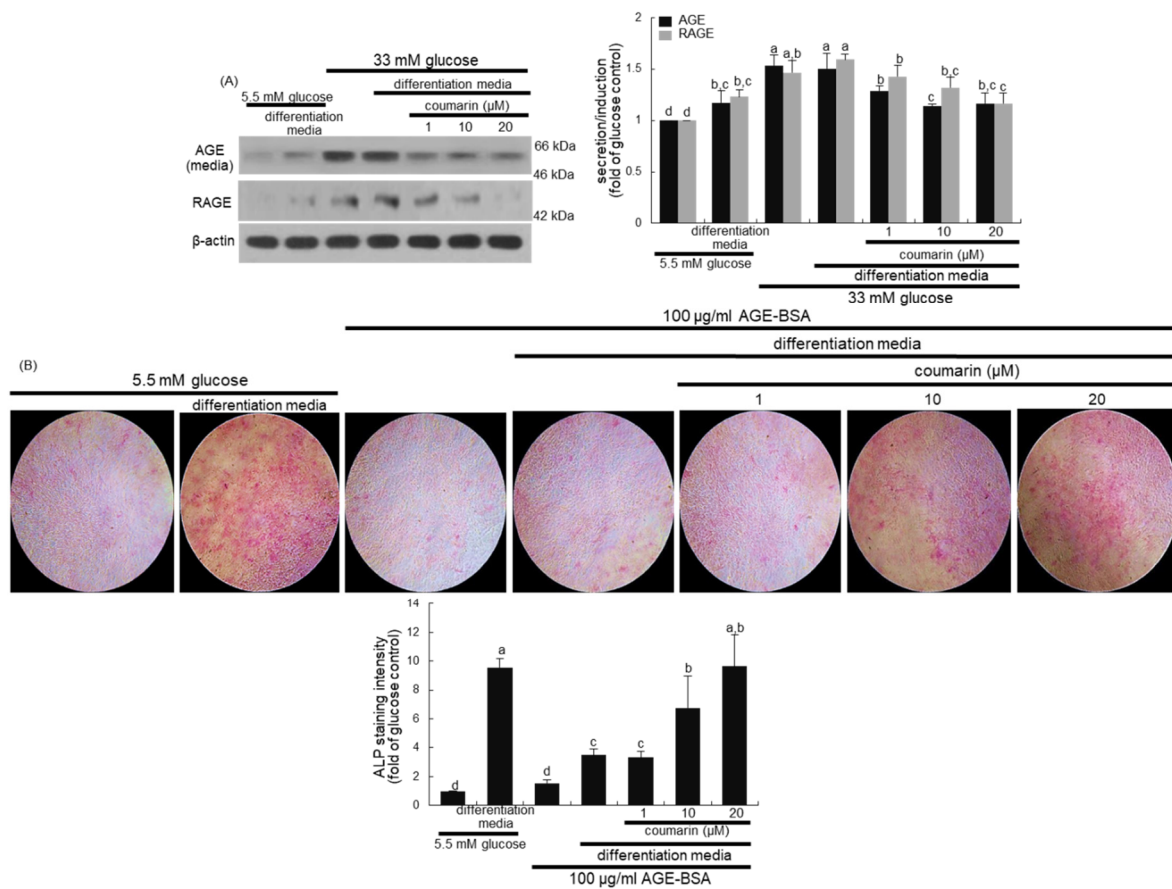 (A)
33 mM glucose
5.5 mM glucose
differentiation media
differentiation
media
coumarin (µM)
1 10 20
AGE
(media)
66 kDa
46 kDa
RAGE
42 kDa
β-actin
AGE
RAGE
secretion/induction
(fold of glucose control)
2
1.5
1
0.5
0
d d b,c b,c a a,b a a b b c b,c b,c c
differentiation
media
5.5 mM glucose
1 10 20
coumarin (µM)
differentiation media
33 mM glucose
100 µg/ml AGE-BSA
(B)
differentiation media
5.5 mM glucose
coumarin (µM)
differentiation media
1 10 20
ALP staining intensity
(fold of glucose control)
14
12
10
8
6
4
2
0
d a d c c b a,b
differentiation
media
5.5 mM glucose
1 10 20
coumarin (µM)
differentiation media
100 µg/ml AGE-BSA